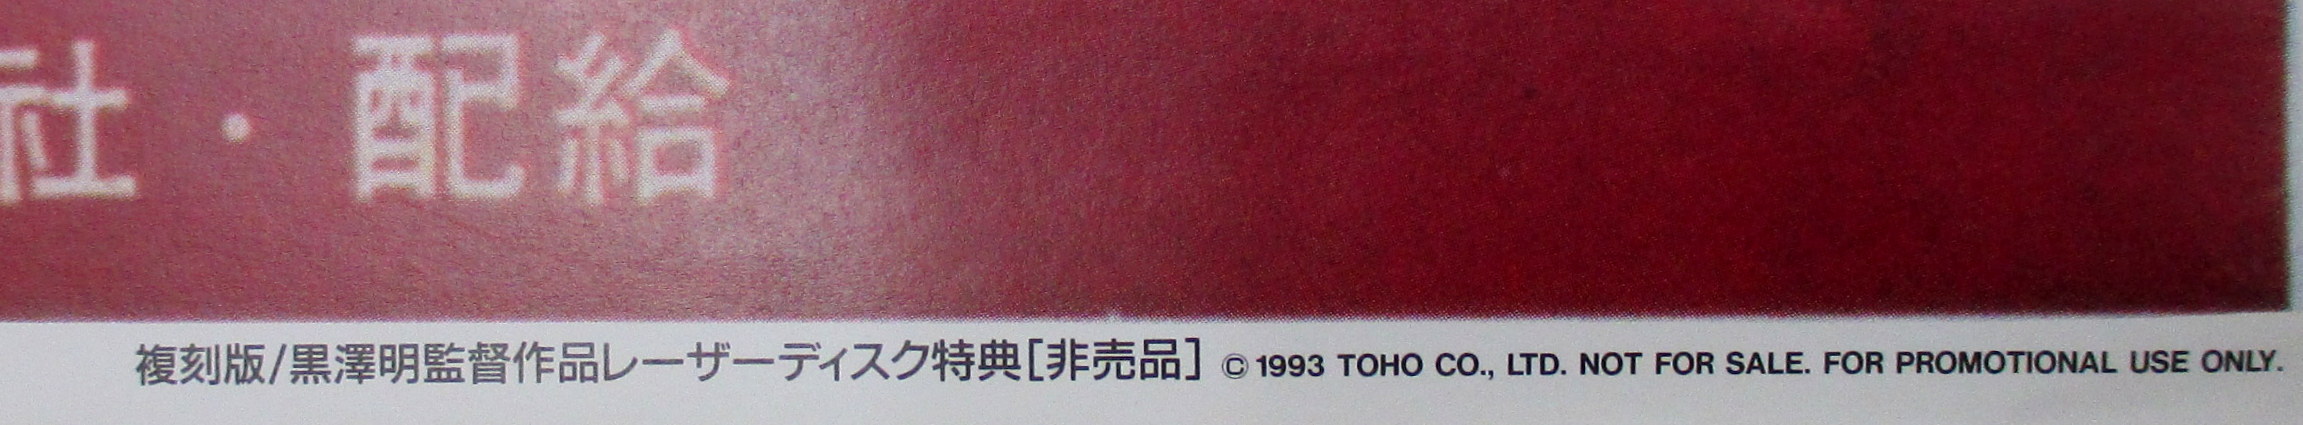 社・配給
複刻版/黒澤明監督作品レーザーディスク特典[非売品] ©1993 TOHO CO., LTD. NOT FOR SALE. FOR PROMOTIONAL USE ONLY.